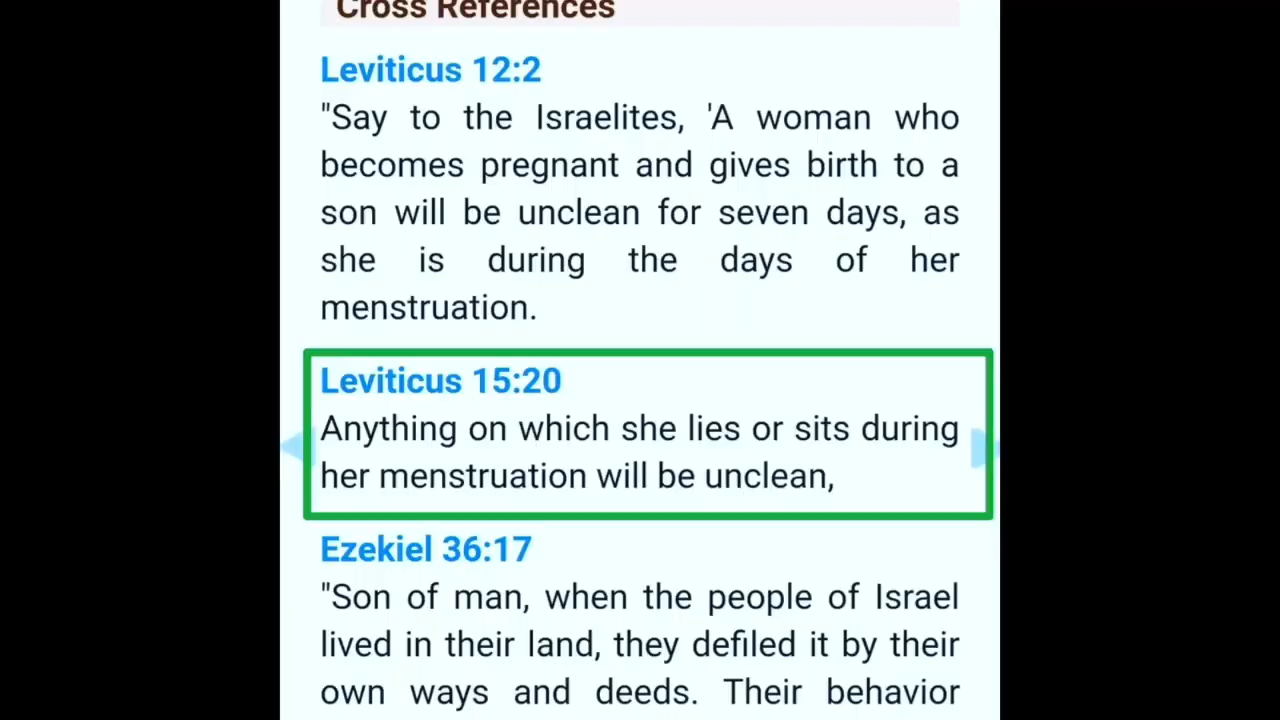 Cross References
Leviticus 12:2
"Say to the Israelites, 'A woman who
becomes pregnant and gives birth to a
son will be unclean for seven days, as
she is during the days of her
menstruation.
Leviticus 15:20
Anything on which she lies or sits during
her menstruation will be unclean,
Ezekiel 36:17
"Son of man, when the people of Israel
lived in their land, they defiled it by their
own ways and deeds. Their behavior